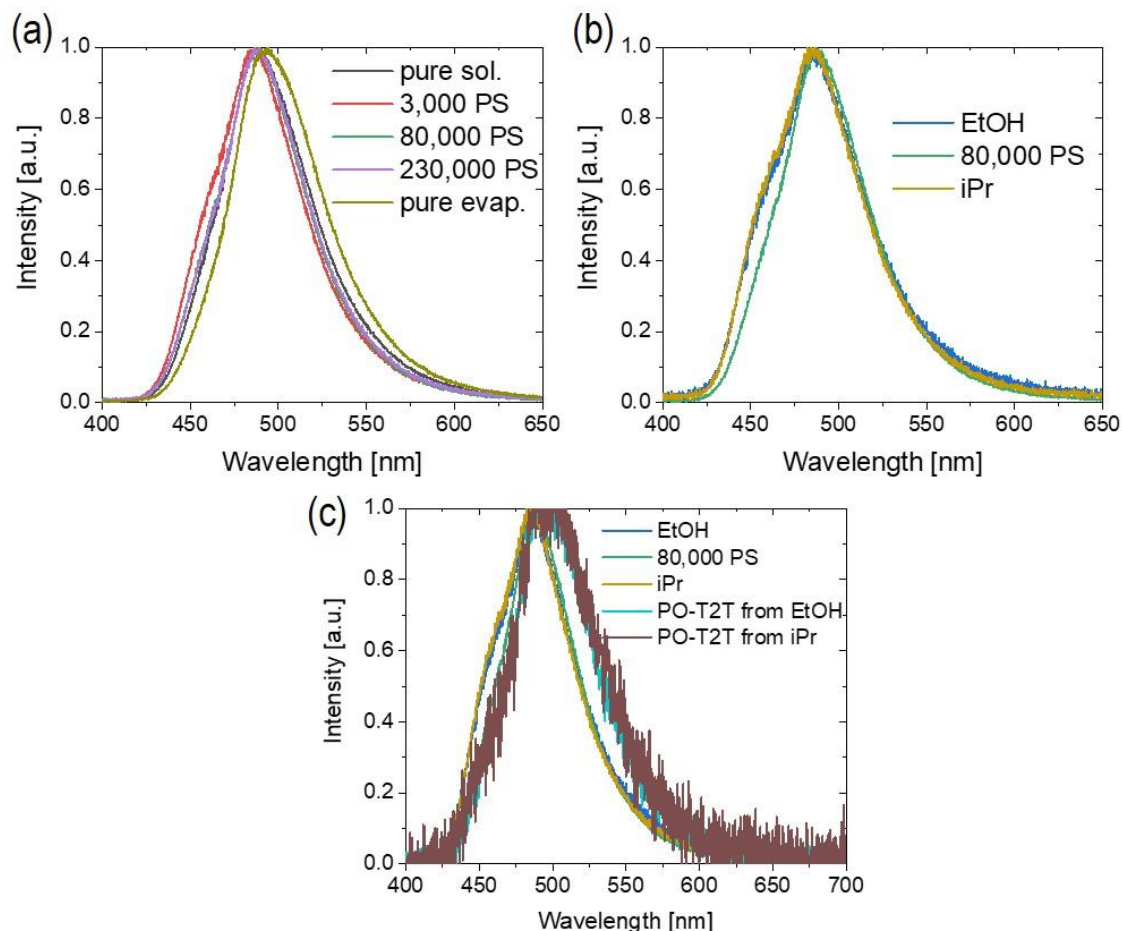 (a)
1.0
0.8
0.6
0.4
0.2
0.0
Intensity [a.u.]
pure sol.
3,000 PS
80,000 PS
230,000 PS
pure evap.
400 450 500 550 600 650
Wavelength [nm]
(b)
1.0
0.8
0.6
0.4
0.2
0.0
Intensity [a.u.]
EtOH
80,000 PS
iPr
400 450 500 550 600 650
Wavelength [nm]
(c)
1.0
0.8
0.6
0.4
0.2
0.0
Intensity [a.u.]
EtOH
80,000 PS
iPr
PO-T2T from EtOH
PO-T2T from iPr
400 450 500 550 600 650 700
Wavelength [nm]